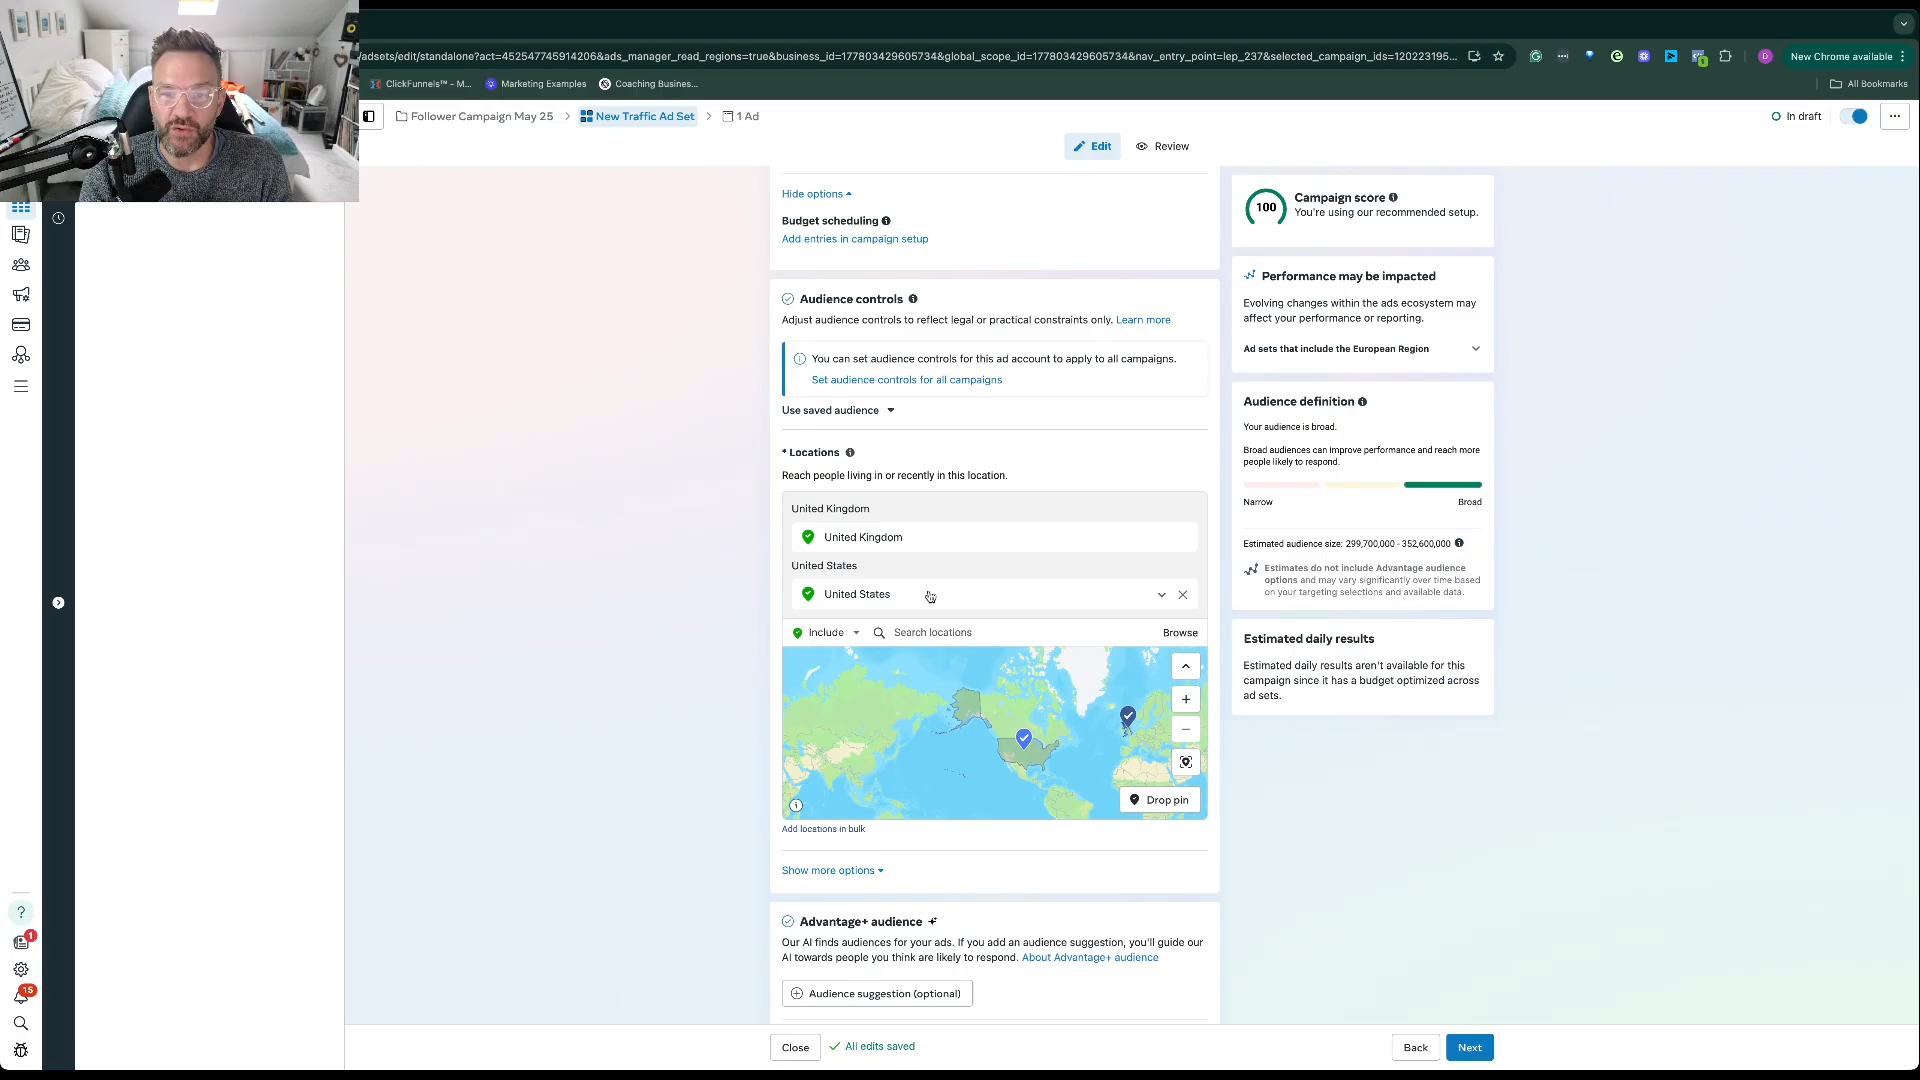 /adsets/edit/standalone?act=452547745914206&ads_manager_read_regions=true&business_id=177803429605734&global_scope_id=177803429605734&nav_entry_point=lep_237&selected_campaign_ids=120223195...
New Chrome available
ClickFunnels™ - M...
Marketing Examples
Coaching Busines...
All Bookmarks
Follower Campaign May 25
New Traffic Ad Set
1 Ad
In draft
Edit
Review
Hide options
Budget scheduling
Add entries in campaign setup
Audience controls
Adjust audience controls to reflect legal or practical constraints only. Learn more
You can set audience controls for this ad account to apply to all campaigns.
Set audience controls for all campaigns
Use saved audience
* Locations
Reach people living in or recently in this location.
United Kingdom
United Kingdom
United States
United States
Include
Search locations
Browse
Drop pin
Add locations in bulk
Show more options
Advantage+ audience
Our AI finds audiences for your ads. If you add an audience suggestion, you'll guide our
AI towards people you think are likely to respond. About Advantage+ audience
Audience suggestion (optional)
Close
All edits saved
Back
Next
100
Campaign score
You're using our recommended setup.
Performance may be impacted
Evolving changes within the ads ecosystem may
affect your performance or reporting.
Ad sets that include the European Region
Audience definition
Your audience is broad.
Broad audiences can improve performance and reach more
people likely to respond.
Narrow
Broad
Estimated audience size: 299,700,000 - 352,600,000
Estimates do not include Advantage audience
options and may vary significantly over time based
on your targeting selections and available data.
Estimated daily results
Estimated daily results aren't available for this
campaign since it has a budget optimized across
ad sets.
1
15
1
D